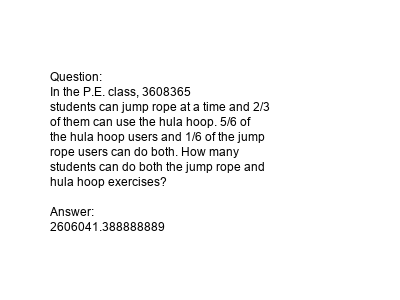 Question:
In the P.E. class, 3608365
students can jump rope at a time and 2/3
of them can use the hula hoop. 5/6 of
the hula hoop users and 1/6 of the jump
rope users can do both. How many
students can do both the jump rope and
hula hoop exercises?

Answer:
2606041.388888889